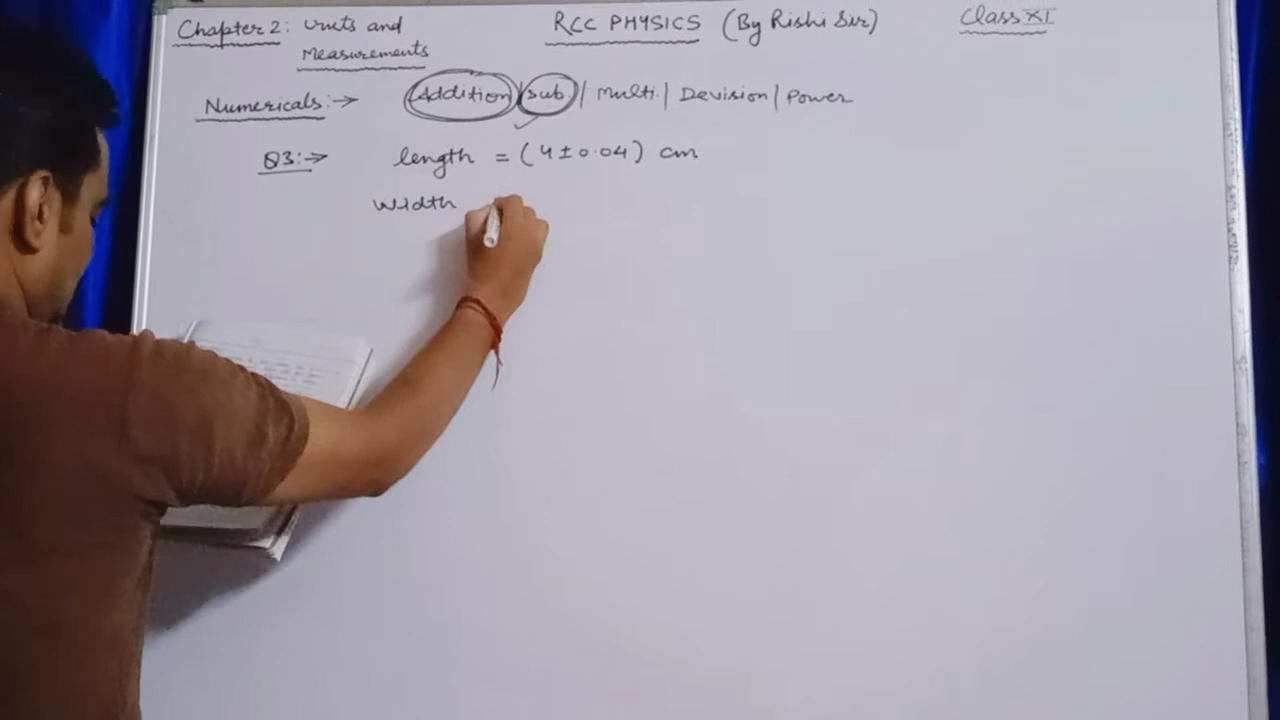 Chapter 2: Units and RCC PHYSICS (By Rishi Sir) Class XI
Measurements
Numericals:→ Addition / Sub / Multi. / Devision / Power
Q3:→ length = (4 ± 0.04) cm
Width